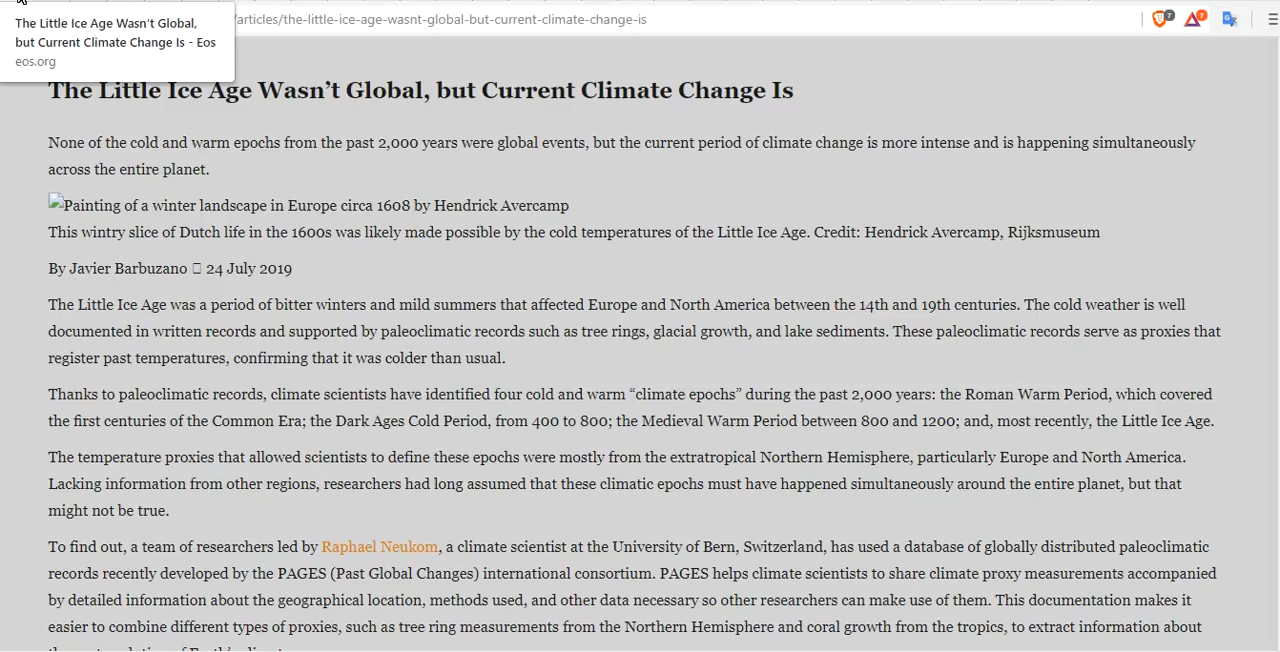 The Little Ice Age Wasn't Global,
but Current Climate Change Is - Eos
eos.org
/articles/the-little-ice-age-wasnt-global-but-current-climate-change-is
7
7
The Little Ice Age Wasn’t Global, but Current Climate Change Is
None of the cold and warm epochs from the past 2,000 years were global events, but the current period of climate change is more intense and is happening simultaneously
across the entire planet.
Painting of a winter landscape in Europe circa 1608 by Hendrick Avercamp
This wintry slice of Dutch life in the 1600s was likely made possible by the cold temperatures of the Little Ice Age. Credit: Hendrick Avercamp, Rijksmuseum
By Javier Barbuzano 24 July 2019
The Little Ice Age was a period of bitter winters and mild summers that affected Europe and North America between the 14th and 19th centuries. The cold weather is well
documented in written records and supported by paleoclimatic records such as tree rings, glacial growth, and lake sediments. These paleoclimatic records serve as proxies that
register past temperatures, confirming that it was colder than usual.
Thanks to paleoclimatic records, climate scientists have identified four cold and warm “climate epochs” during the past 2,000 years: the Roman Warm Period, which covered
the first centuries of the Common Era; the Dark Ages Cold Period, from 400 to 800; the Medieval Warm Period between 800 and 1200; and, most recently, the Little Ice Age.
The temperature proxies that allowed scientists to define these epochs were mostly from the extratropical Northern Hemisphere, particularly Europe and North America.
Lacking information from other regions, researchers had long assumed that these climatic epochs must have happened simultaneously around the entire planet, but that
might not be true.
To find out, a team of researchers led by Raphael Neukom, a climate scientist at the University of Bern, Switzerland, has used a database of globally distributed paleoclimatic
records recently developed by the PAGES (Past Global Changes) international consortium. PAGES helps climate scientists to share climate proxy measurements accompanied
by detailed information about the geographical location, methods used, and other data necessary so other researchers can make use of them. This documentation makes it
easier to combine different types of proxies, such as tree ring measurements from the Northern Hemisphere and coral growth from the tropics, to extract information about